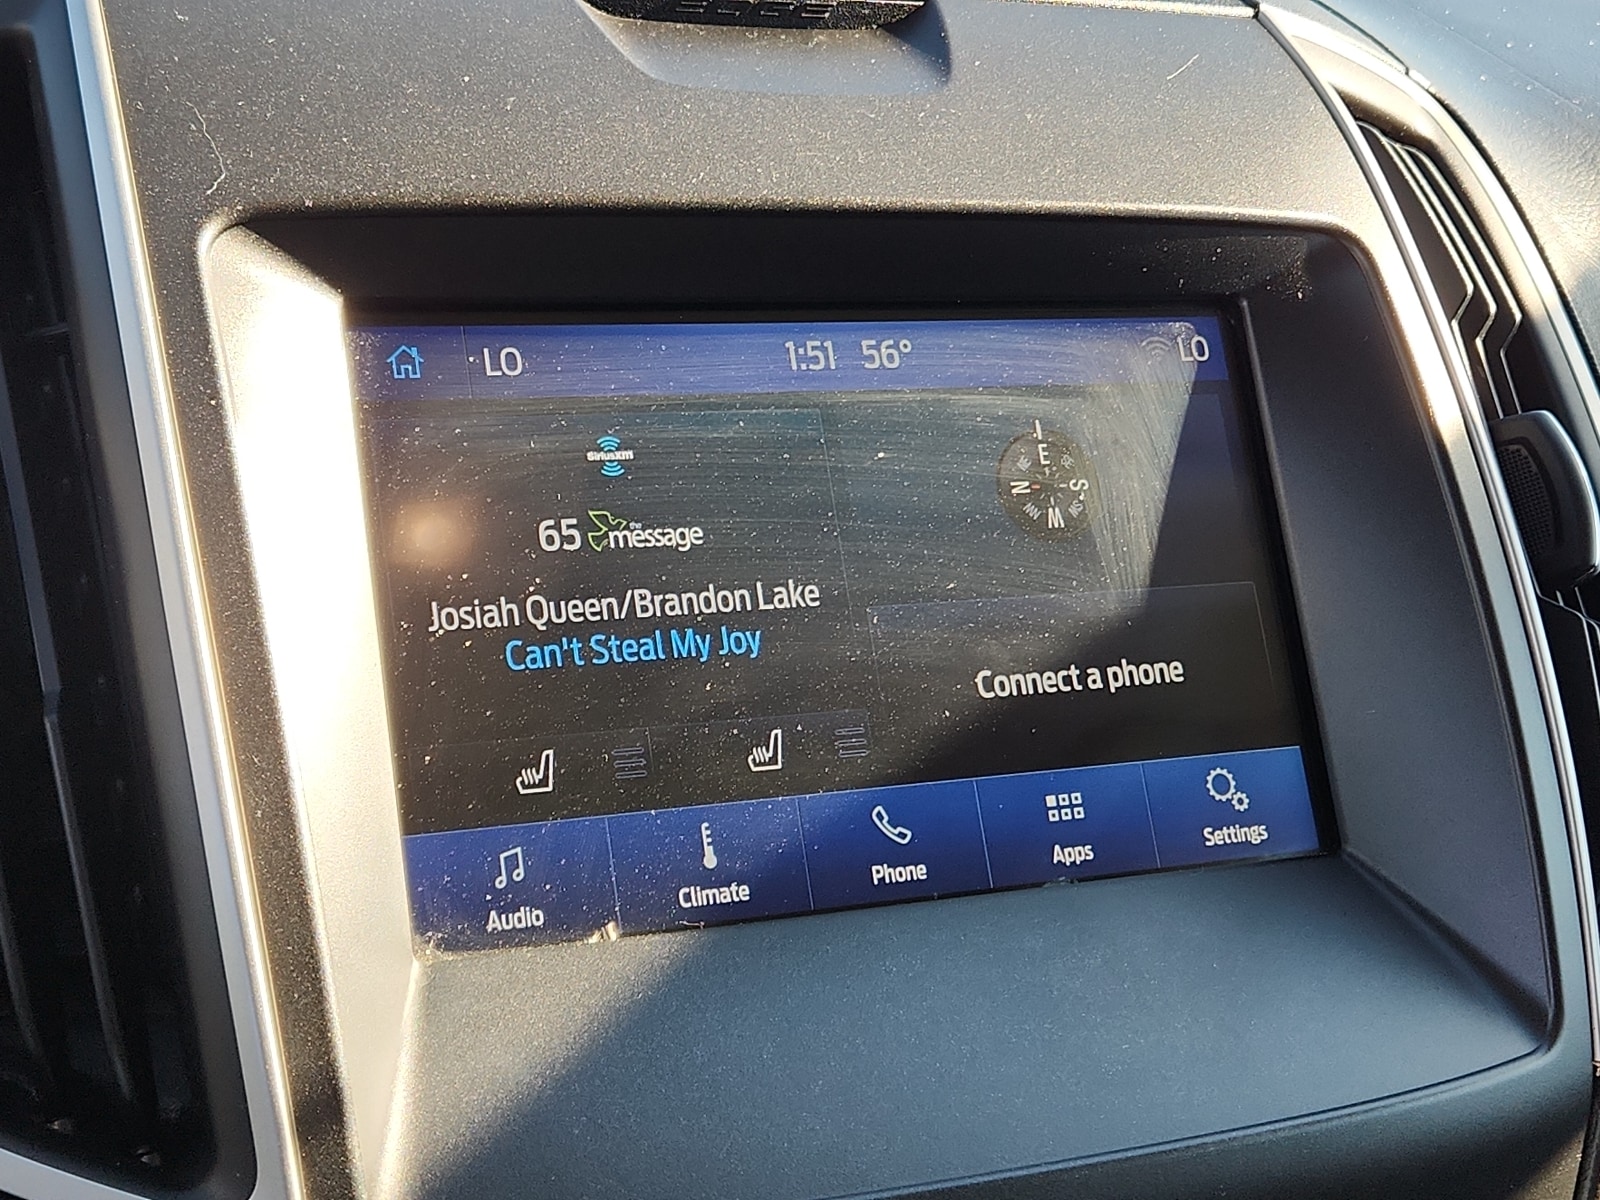 EDGE
LO 1:51 56° LO
SiriusXm
65 the message
Josiah Queen/Brandon Lake
Can't Steal My Joy
E
N S
W
Connect a phone
Audio Climate Phone Apps Settings